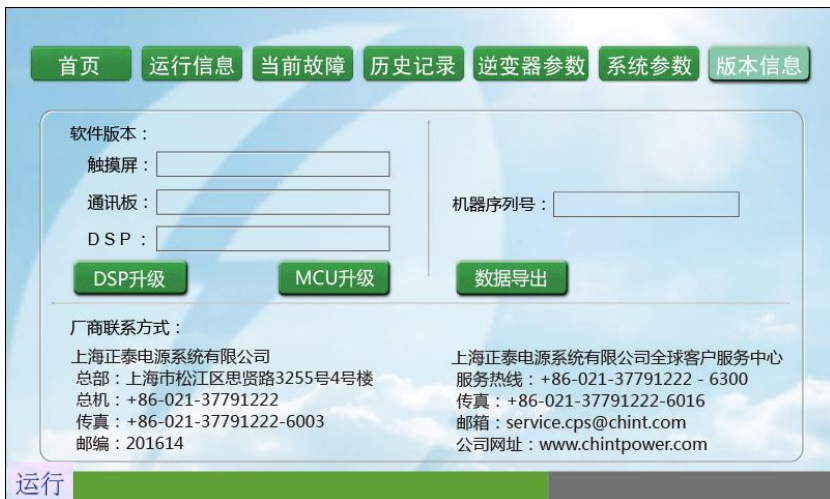 首页 运行信息 当前故障 历史记录 逆变器参数 系统参数 版本信息
软件版本：
触摸屏：
通讯板：
DSP：
机器序列号：
DSP升级 MCU升级 数据导出
厂商联系方式：
上海正泰电源系统有限公司
总部：上海市松江区思贤路3255号4号楼
总机：+86-021-37791222
传真：+86-021-37791222-6003
邮编：201614
上海正泰电源系统有限公司全球客户服务中心
服务热线：+86-021-37791222 - 6300
传真：+86-021-37791222-6016
邮箱：service.cps@chint.com
公司网址：www.chintpower.com
运行